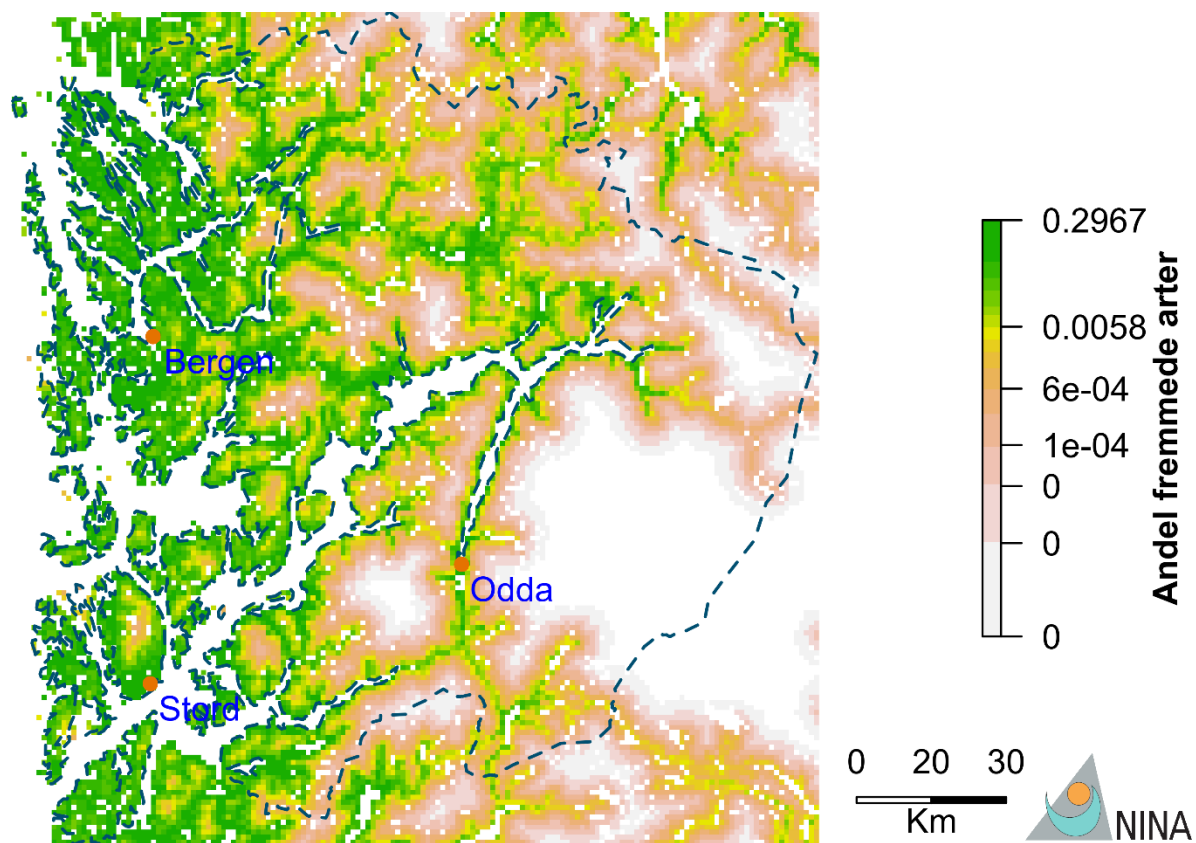 Bergen
Odda
Stord
0.2967
0.0058
6e-04
1e-04
0
0
0
Andel fremmede arter
0 20 30
Km
NINA